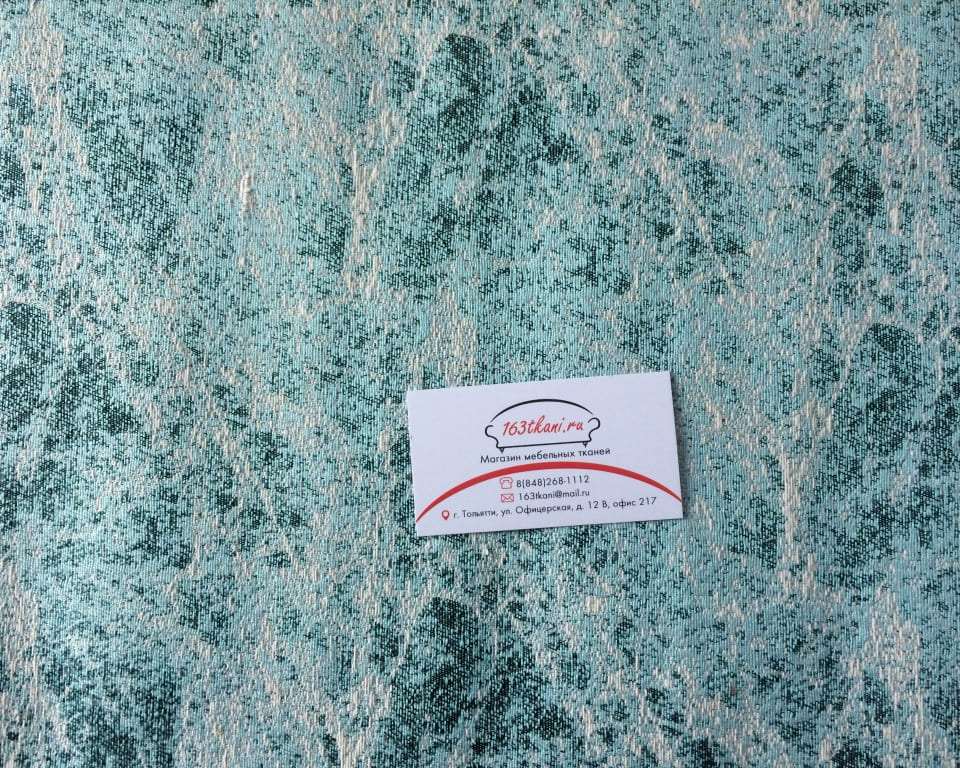 163tkani.ru
Магазин мебельных тканей
8(848)268-1112
163tkani@mail.ru
г. Тольятти, ул. Офицерская, д. 12 В, офис 217